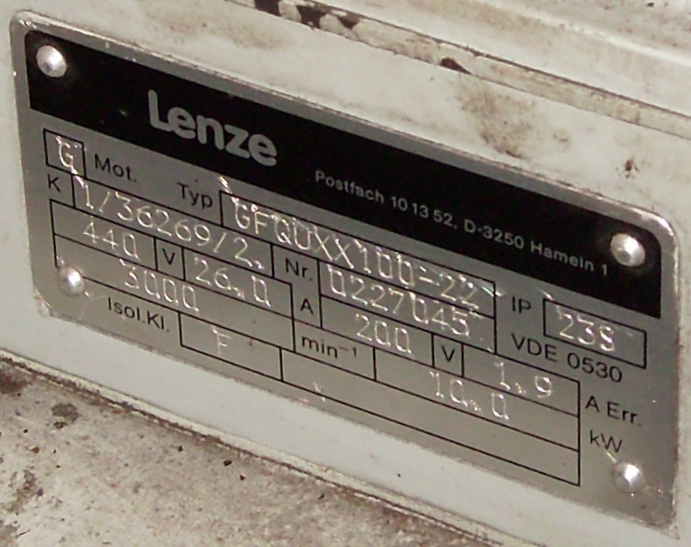 Lenze
Postfach 10 13 52, D-3250 Hameln 1
G Mot. Typ GFQUXX100-22 IP 23S
K 1/36269/2. Nr. 0227045 VDE 0530
440 V 26.0 A 200 V 1.9 A Err.
3000 min⁻¹ 10.0 kW
Isol.Kl. F